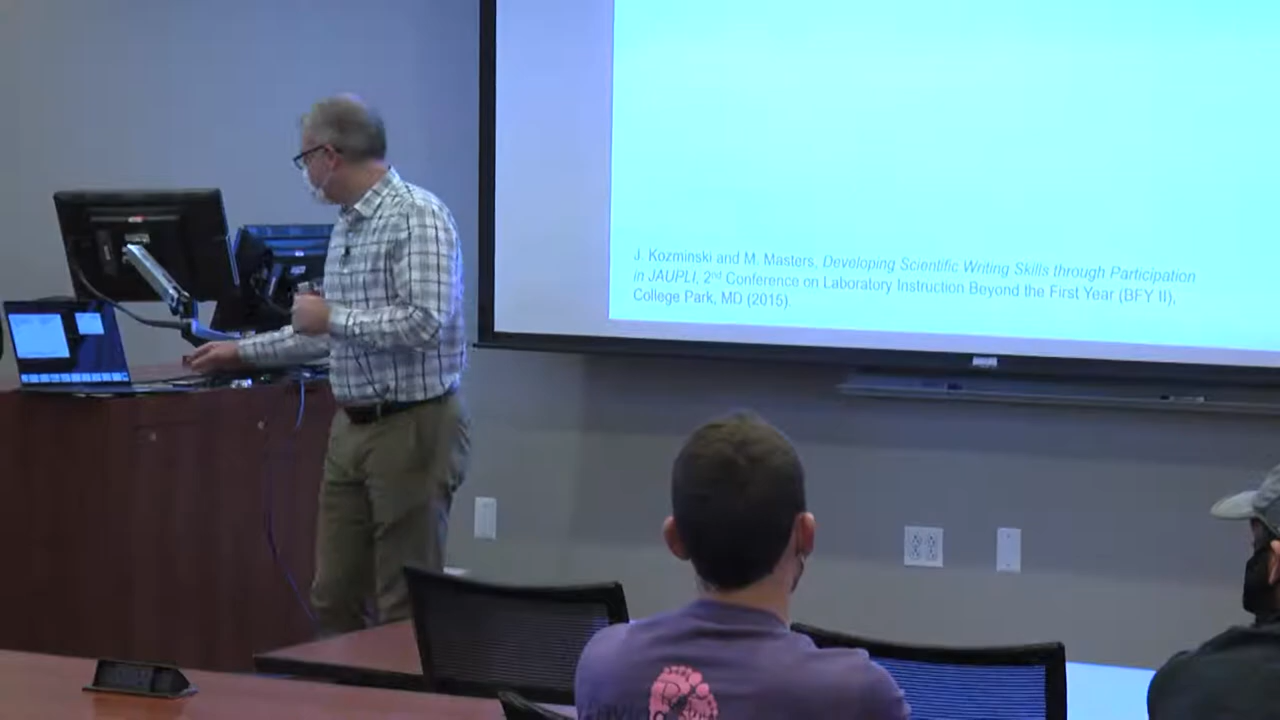 J. Kozminski and M. Masters, Developing Scientific Writing Skills through Participation
in JAUPLI, 2nd Conference on Laboratory Instruction Beyond the First Year (BFY II),
College Park, MD (2015).